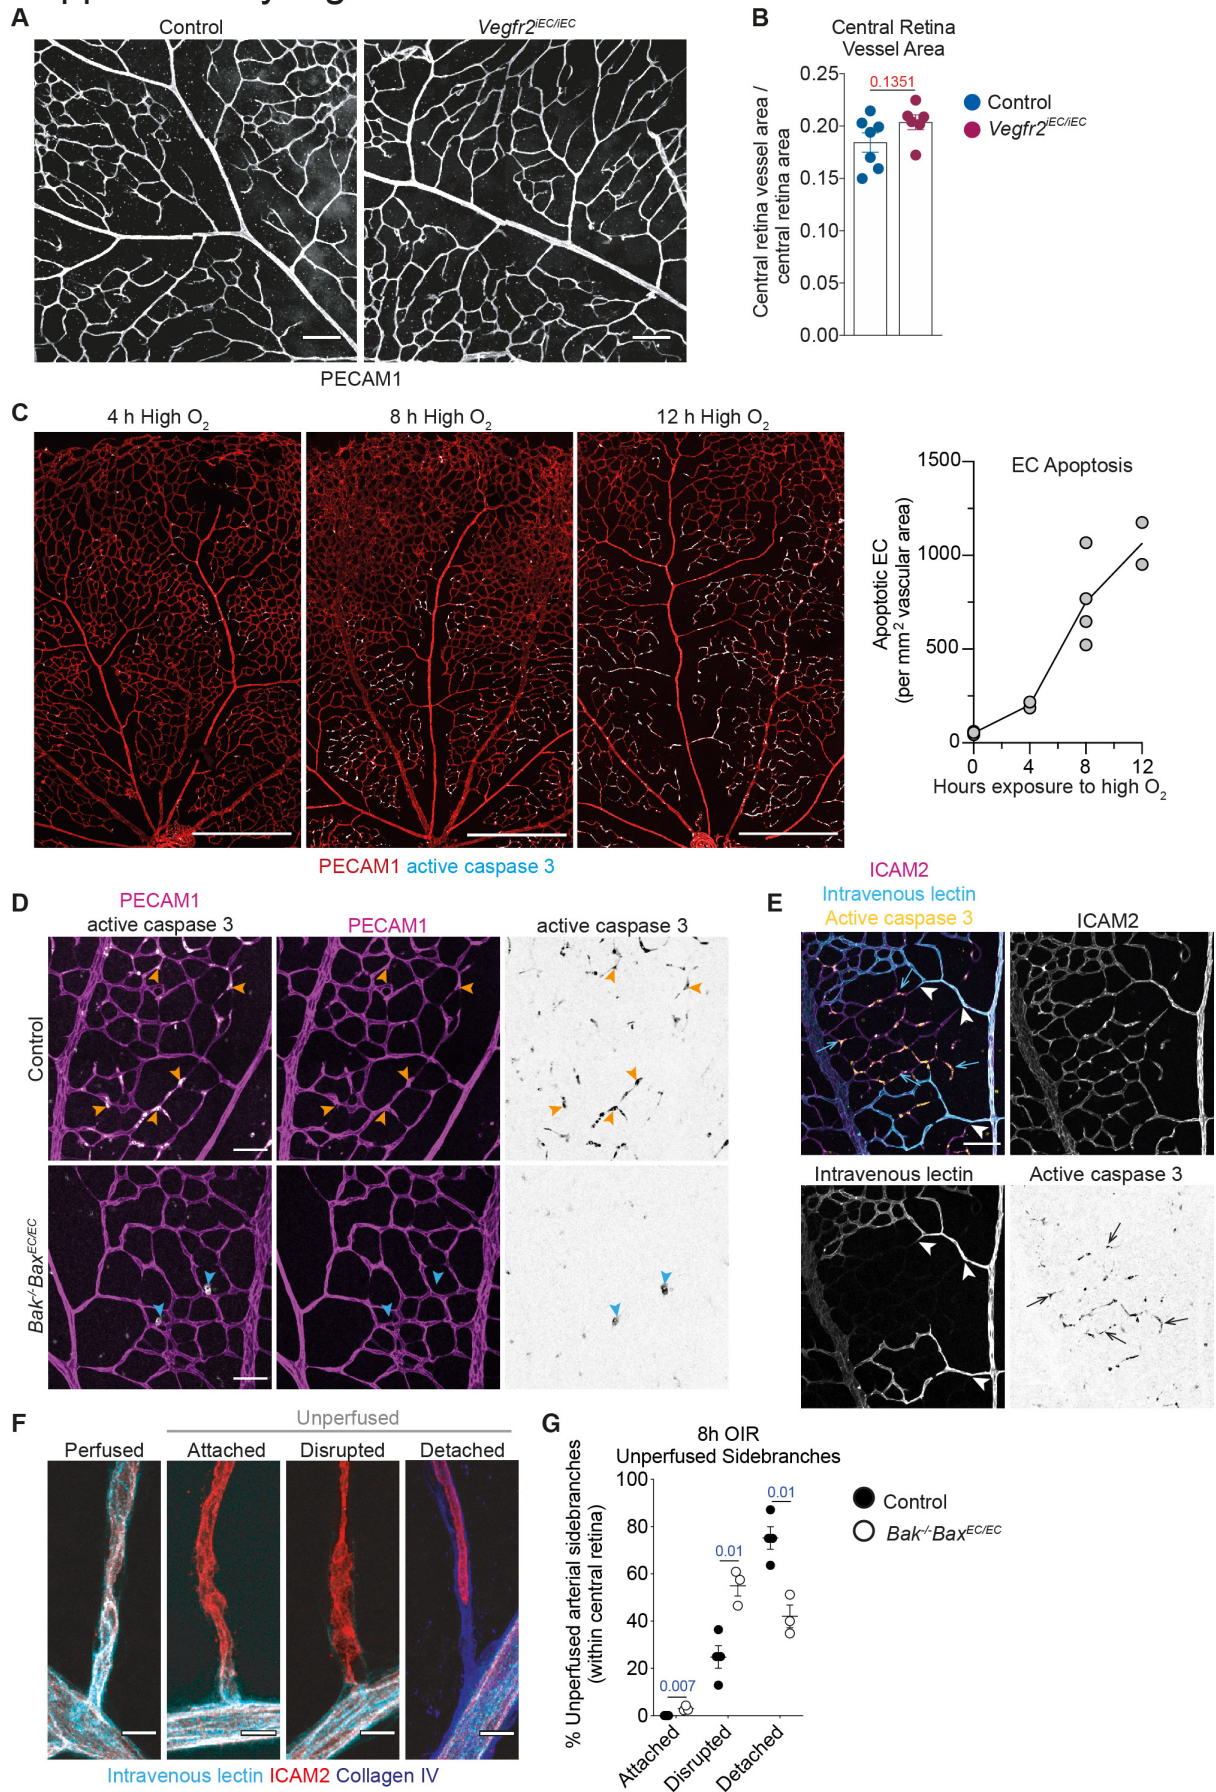 A
Control
Vegfr2iEC/iEC
PECAM1
B
Central Retina
Vessel Area
Central retina vessel area /
central retina area
0.25
0.20
0.15
0.10
0.05
0.00
0.1351
Control
Vegfr2iEC/iEC
C
4 h High O2
8 h High O2
12 h High O2
PECAM1 active caspase 3
EC Apoptosis
Apoptotic EC
(per mm2 vascular area)
1500
1000
500
0
0 4 8 12
Hours exposure to high O2
D
PECAM1
active caspase 3
PECAM1
active caspase 3
Control
Bak-/-BaxEC/EC
E
ICAM2
Intravenous lectin
Active caspase 3
ICAM2
Intravenous lectin
Active caspase 3
F
Unperfused
Perfused
Attached
Disrupted
Detached
Intravenous lectin ICAM2 Collagen IV
G
8h OIR
Unperfused Sidebranches
% Unperfused arterial sidebranches
(within central retina)
100
80
60
40
20
0
0.007
0.01
0.01
Attached
Disrupted
Detached
Control
Bak-/-BaxEC/EC